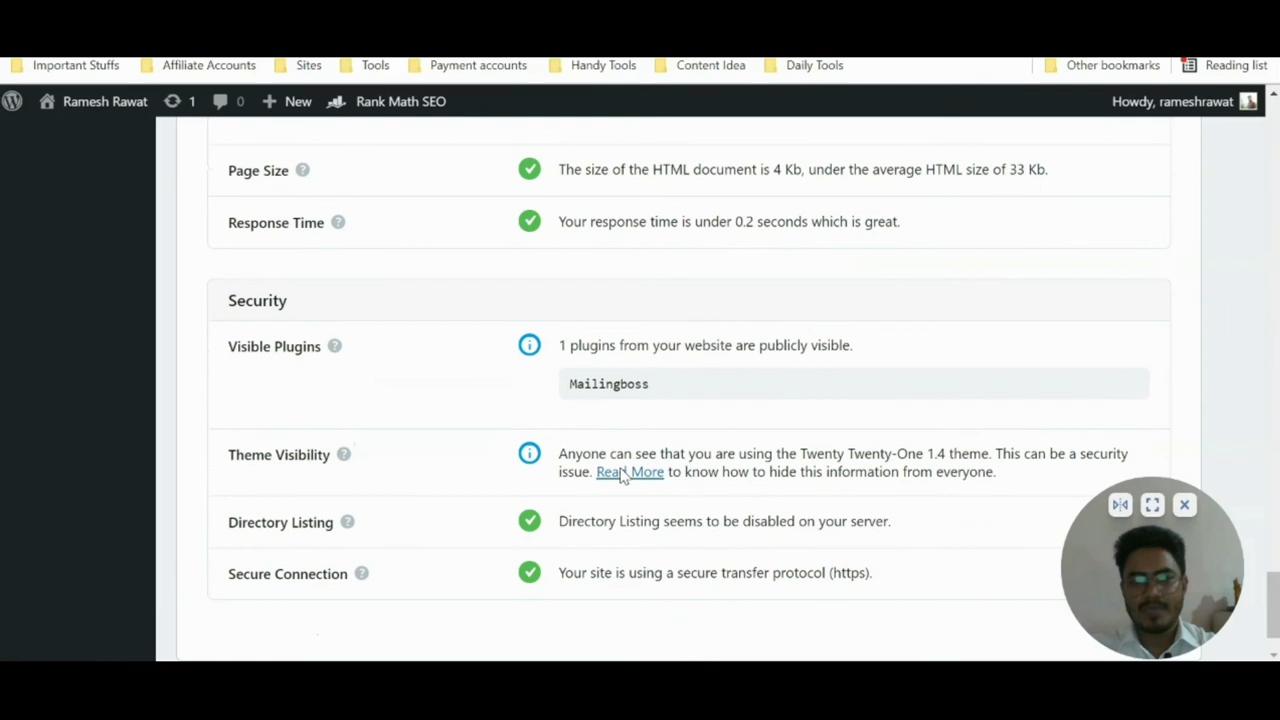 Important Stuffs Affiliate Accounts Sites Tools Payment accounts Handy Tools Content Idea Daily Tools Other bookmarks Reading list
Ramesh Rawat 1 0 New Rank Math SEO Howdy, rameshrawat
Page Size The size of the HTML document is 4 Kb, under the average HTML size of 33 Kb.
Response Time Your response time is under 0.2 seconds which is great.
Security
Visible Plugins 1 plugins from your website are publicly visible.
Mailingboss
Theme Visibility Anyone can see that you are using the Twenty Twenty-One 1.4 theme. This can be a security
issue. Read More to know how to hide this information from everyone.
Directory Listing Directory Listing seems to be disabled on your server.
Secure Connection Your site is using a secure transfer protocol (https).